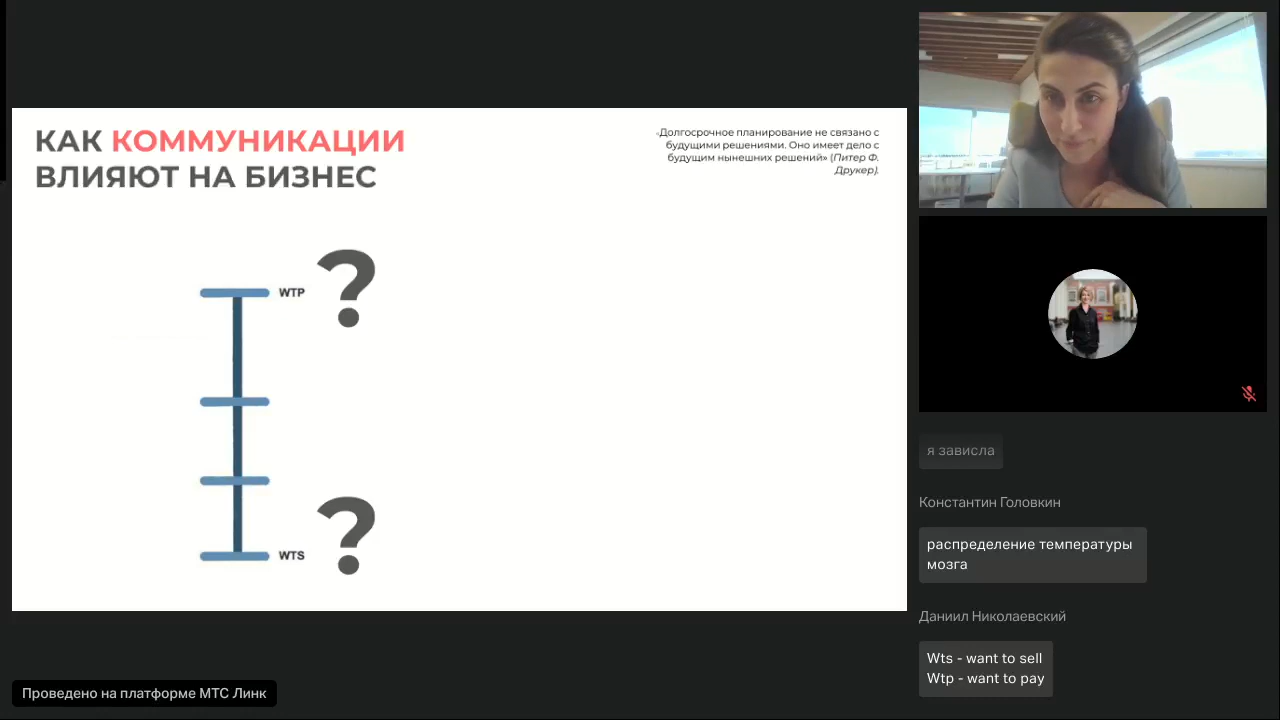 КАК КОММУНИКАЦИИ
ВЛИЯЮТ НА БИЗНЕС
«Долгосрочное планирование не связано с
будущими решениями. Оно имеет дело с
будущим нынешних решений» (Питер Ф.
Друкер).
WTP
?
WTS
?
я зависла
Константин Головкин
распределение температуры
мозга
Даниил Николаевский
Wts - want to sell
Wtp - want to pay
Проведено на платформе МТС Линк